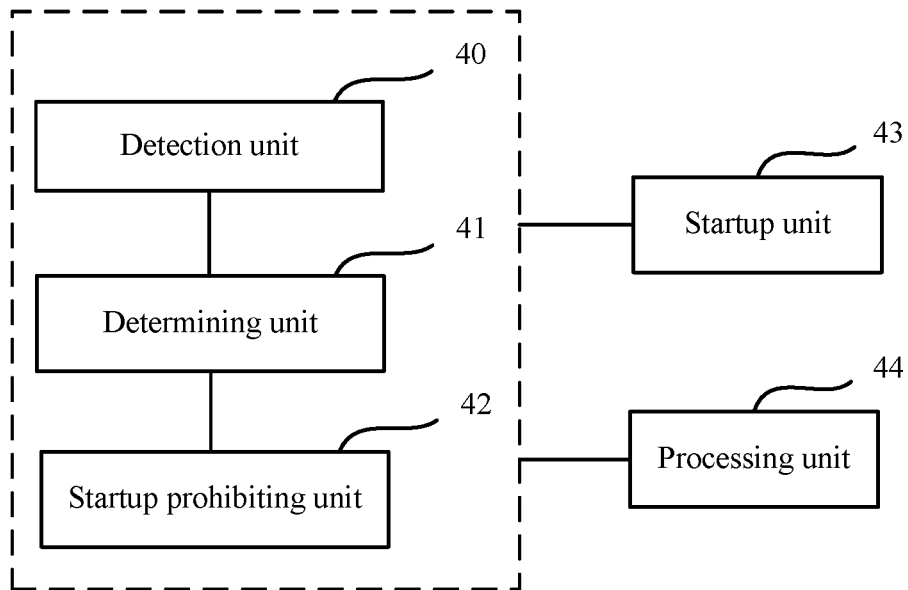 40
Detection unit
43
Startup unit
41
Determining unit
44
Processing unit
42
Startup prohibiting unit